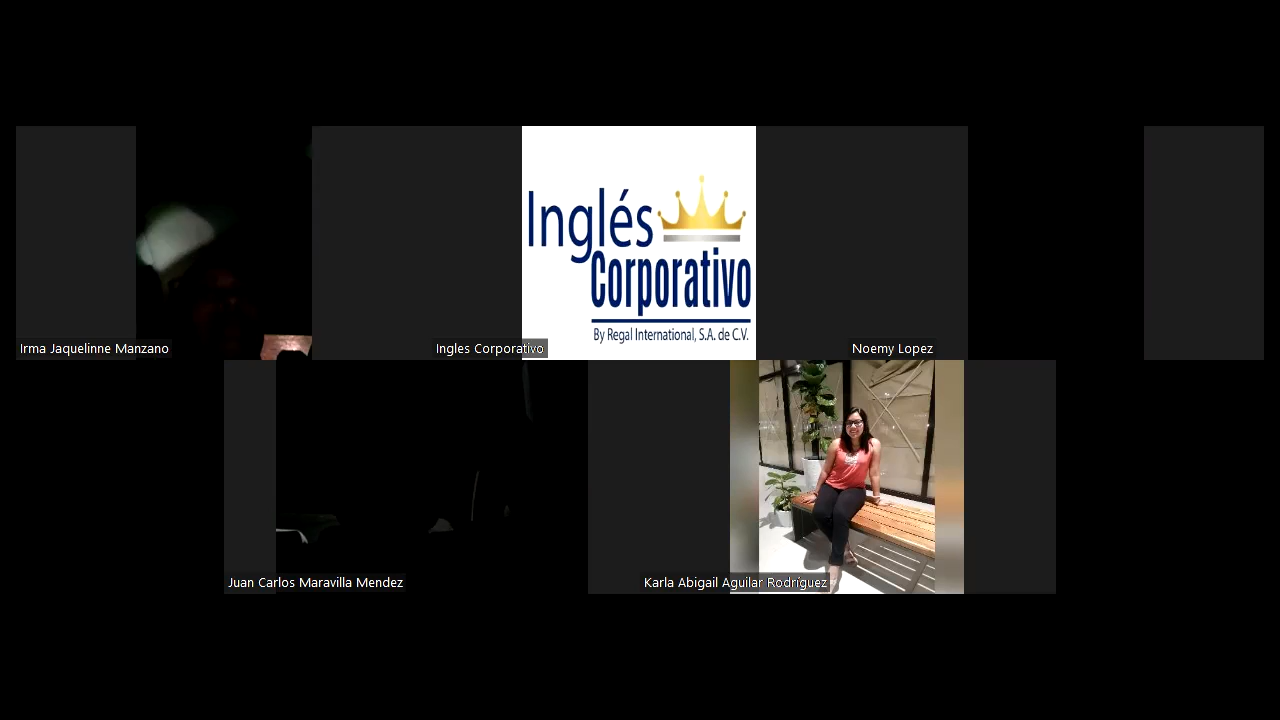 Inglés
Corporativo
By Regal International, S.A. de C.V.
Irma Jaquelinne Manzano
Ingles Corporativo
Noemy Lopez
Juan Carlos Maravilla Mendez
Karla Abigail Aguilar Rodríguez